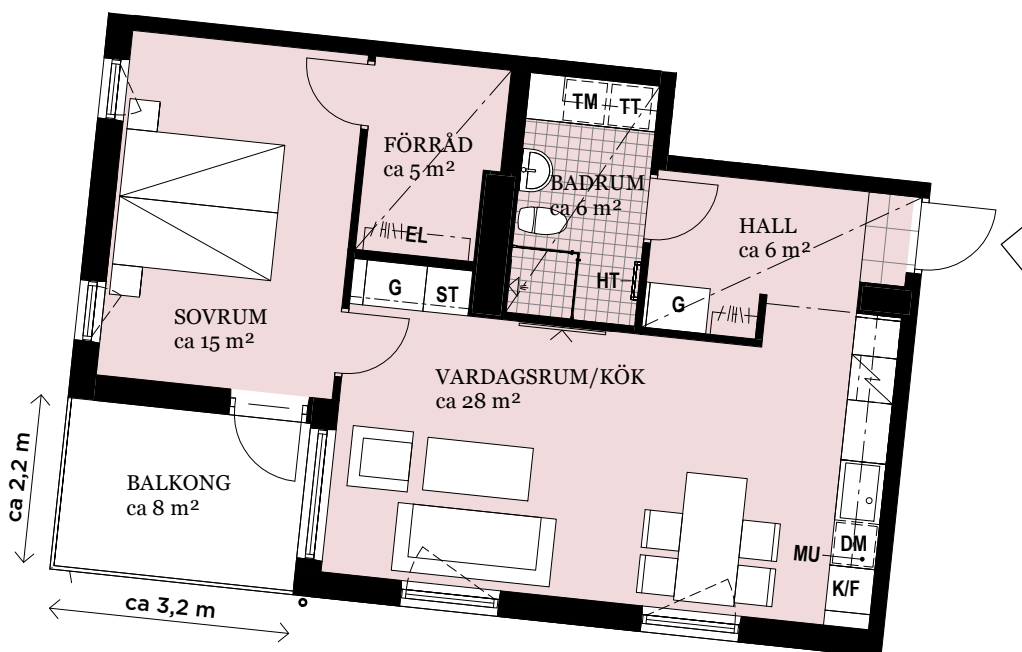 TM
TT
FÖRRÅD
ca 5 m²
BADRUM
ca 6 m²
HALL
ca 6 m²
EL
HT
G
ST
G
SOVRUM
ca 15 m²
VARDAGSRUM/KÖK
ca 28 m²
BALKONG
ca 8 m²
ca 2,2 m
ca 3,2 m
MU
DM
K/F